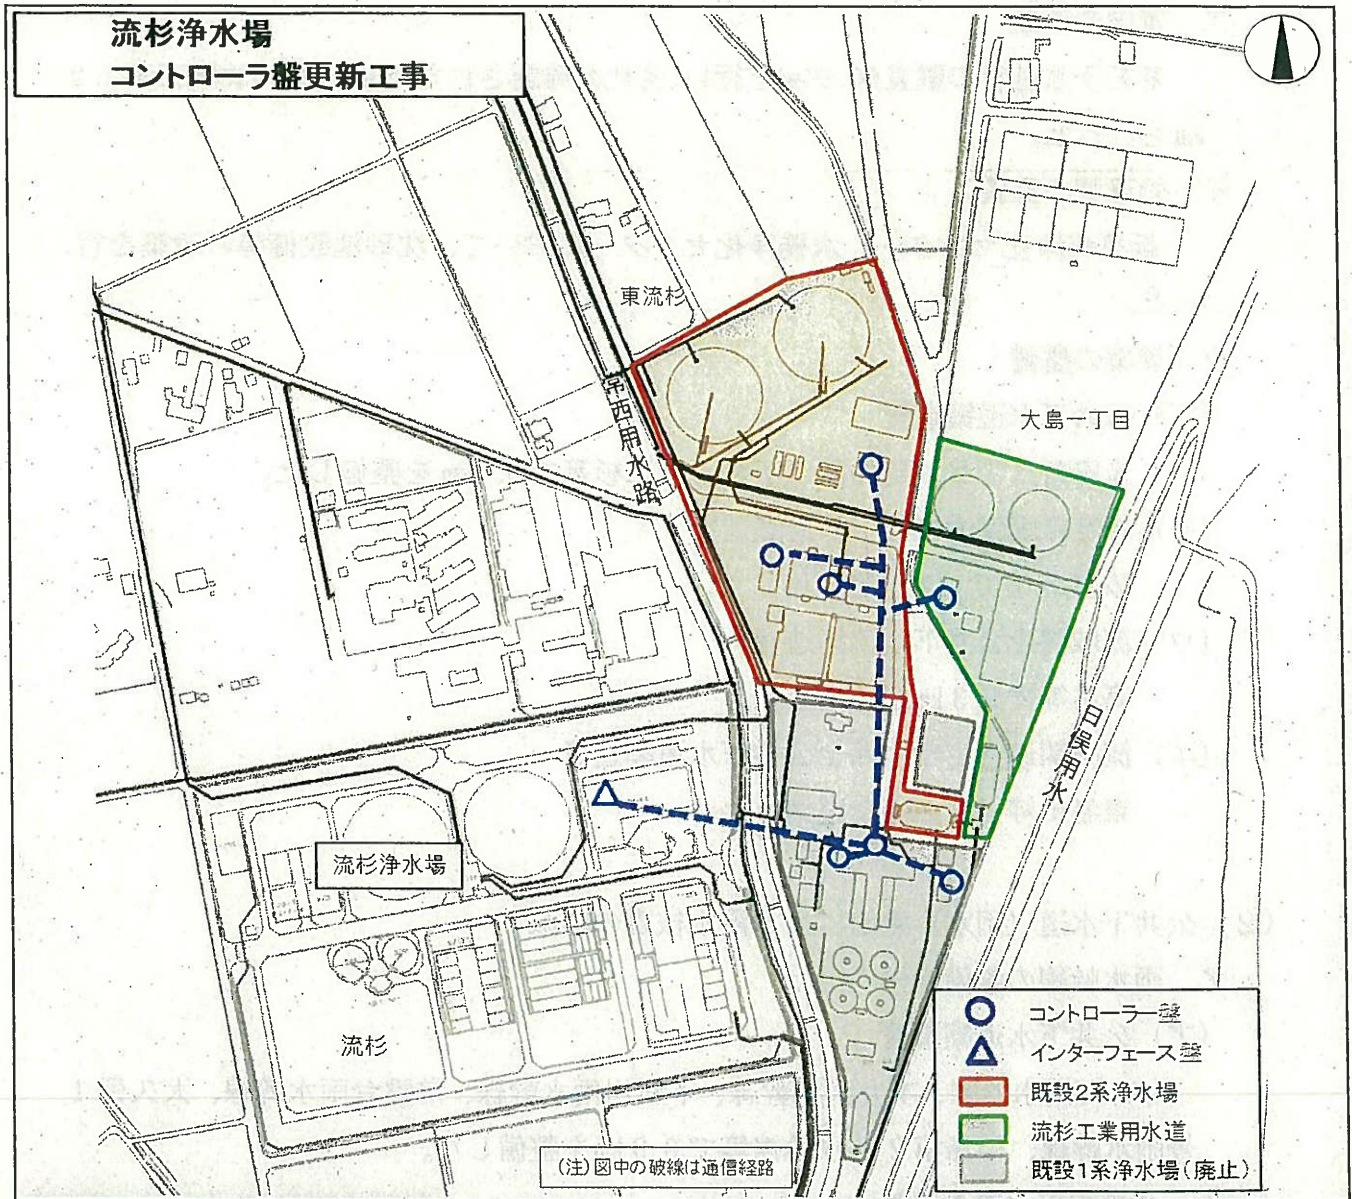 流杉浄水場
コントローラ盤更新工事
東流杉
常西用水路
大島一丁目
日俣用水
流杉浄水場
流杉
コントローラー盤
インターフェース盤
既設2系浄水場
流杉工業用水道
既設1系浄水場(廃止)
(注)図中の破線は通信経路